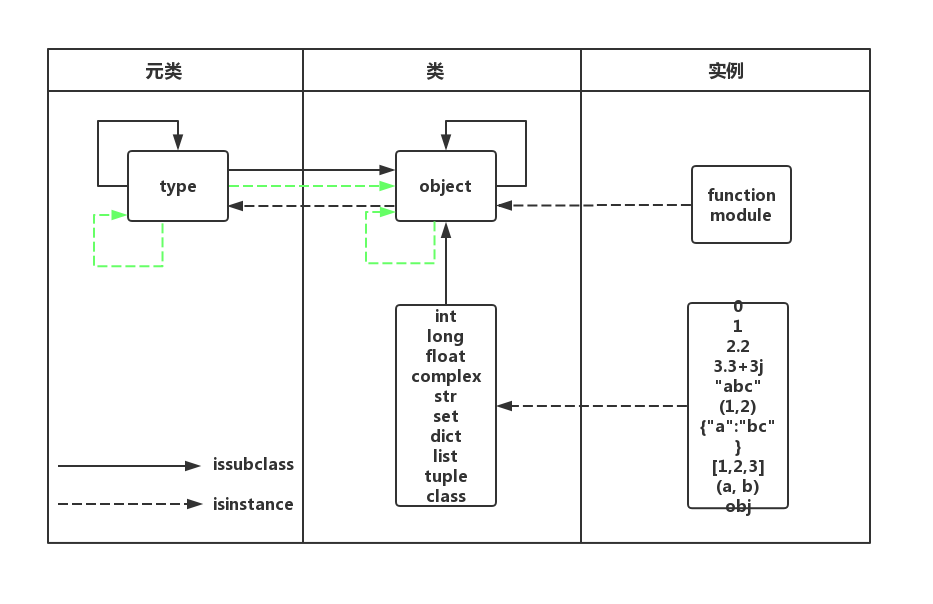 元类
类
实例
type
object
function
module
int
long
float
complex
str
set
dict
list
tuple
class
0
1
2.2
3.3+3j
"abc"
(1,2)
{"a":"bc"
}
[1,2,3]
(a, b)
obj
issubclass
isinstance